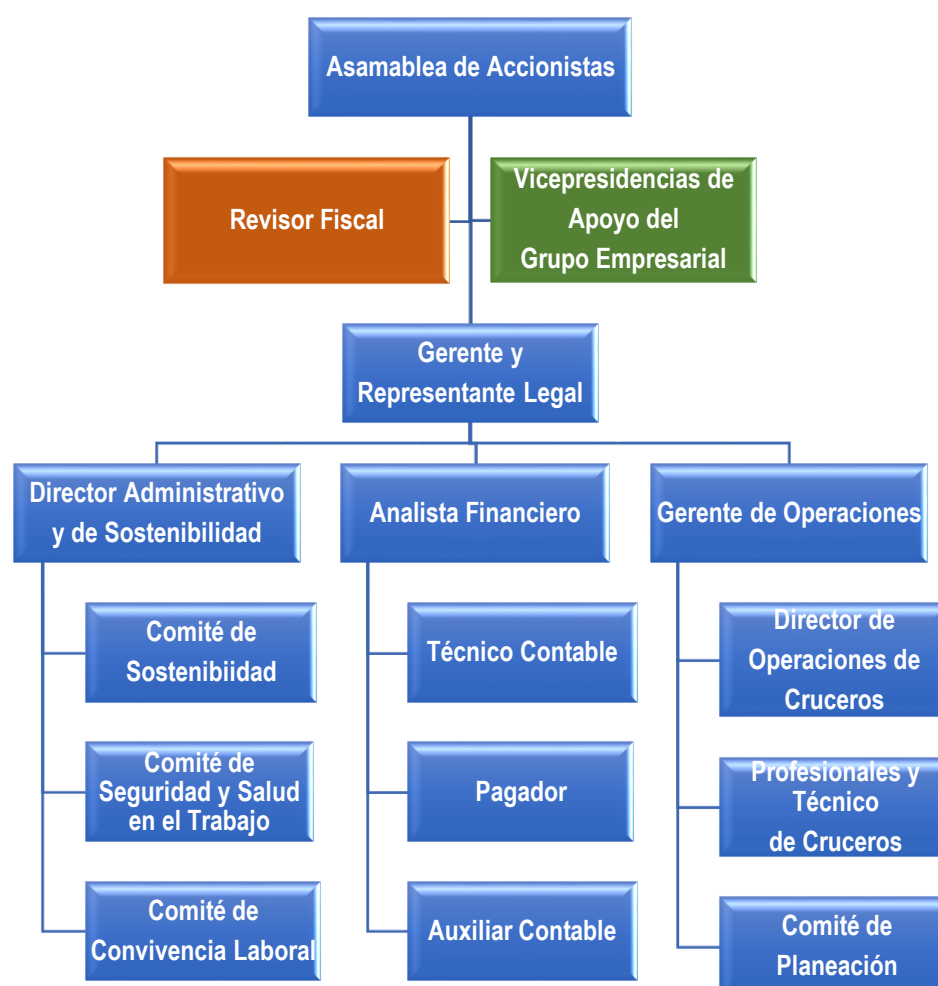 Asamablea de Accionistas
Revisor Fiscal
Vicepresidencias de
Apoyo del
Grupo Empresarial
Gerente y
Representante Legal
Director Administrativo
y de Sostenibilidad
Analista Financiero
Gerente de Operaciones
Comité de
Sostenibiidad
Técnico Contable
Director de
Operaciones de
Cruceros
Comité de
Seguridad y Salud
en el Trabajo
Pagador
Profesionales y
Técnico
de Cruceros
Comité de
Convivencia Laboral
Auxiliar Contable
Comité de
Planeación